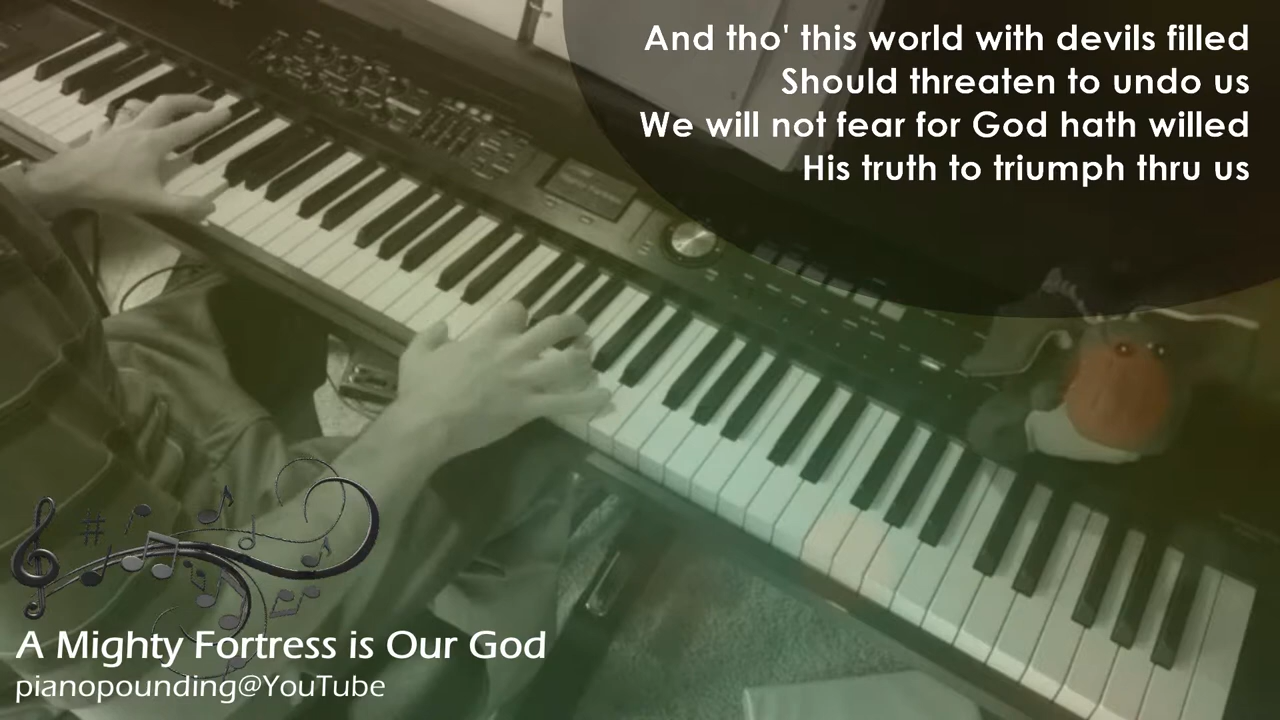 And tho' this world with devils filled
Should threaten to undo us
We will not fear for God hath willed
His truth to triumph thru us
A Mighty Fortress is Our God
pianopounding@YouTube